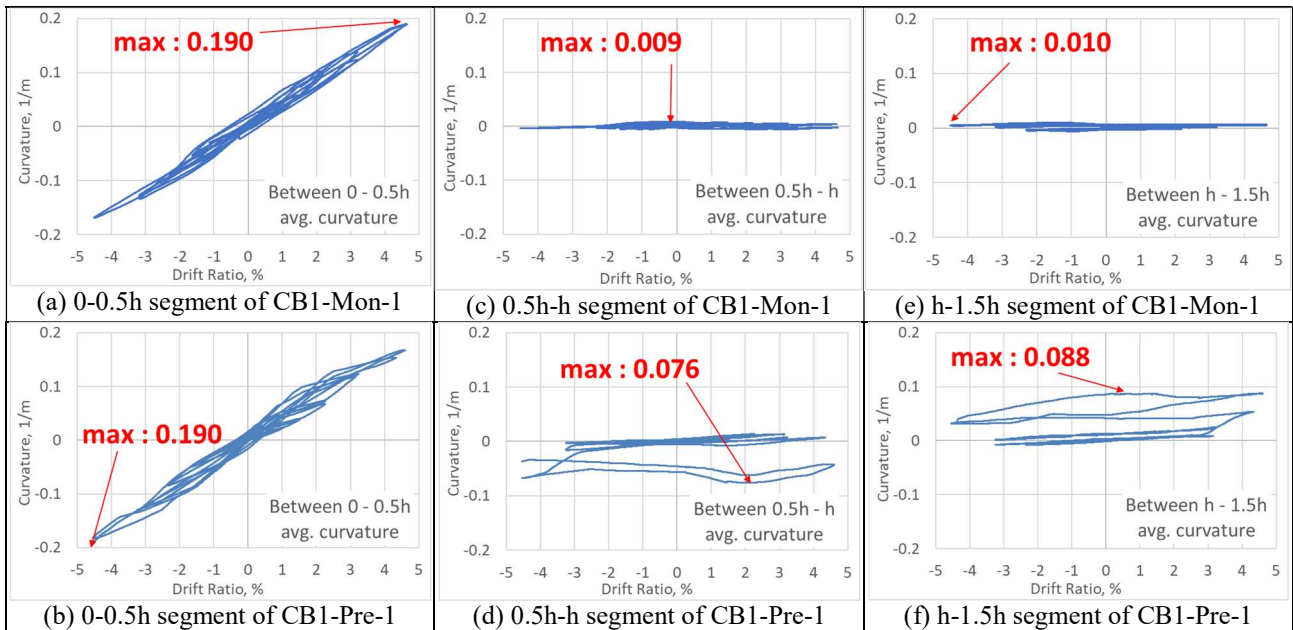 0.2
0.1
0
-0.1
-0.2
Curvature, 1/m
max : 0.190
Between 0 - 0.5h
avg. curvature
-5 -4 -3 -2 -1 0 1 2 3 4 5
Drift Ratio, %
(a) 0-0.5h segment of CB1-Mon-1
0.2
0.1
0
-0.1
-0.2
Curvature, 1/m
max : 0.009
Between 0.5h - h
avg. curvature
-5 -4 -3 -2 -1 0 1 2 3 4 5
Drift Ratio, %
(c) 0.5h-h segment of CB1-Mon-1
0.2
0.1
0
-0.1
-0.2
Curvature, 1/m
max : 0.010
Between h - 1.5h
avg. curvature
-5 -4 -3 -2 -1 0 1 2 3 4 5
Drift Ratio, %
(e) h-1.5h segment of CB1-Mon-1
0.2
0.1
0
-0.1
-0.2
Curvature, 1/m
max : 0.190
Between 0 - 0.5h
avg. curvature
-5 -4 -3 -2 -1 0 1 2 3 4 5
Drift Ratio, %
(b) 0-0.5h segment of CB1-Pre-1
0.2
0.1
0
-0.1
-0.2
Curvature, 1/m
max : 0.076
Between 0.5h - h
avg. curvature
-5 -4 -3 -2 -1 0 1 2 3 4 5
Drift Ratio, %
(d) 0.5h-h segment of CB1-Pre-1
0.2
0.1
0
-0.1
-0.2
Curvature, 1/m
max : 0.088
Between h - 1.5h
avg. curvature
-5 -4 -3 -2 -1 0 1 2 3 4 5
Drift Ratio, %
(f) h-1.5h segment of CB1-Pre-1